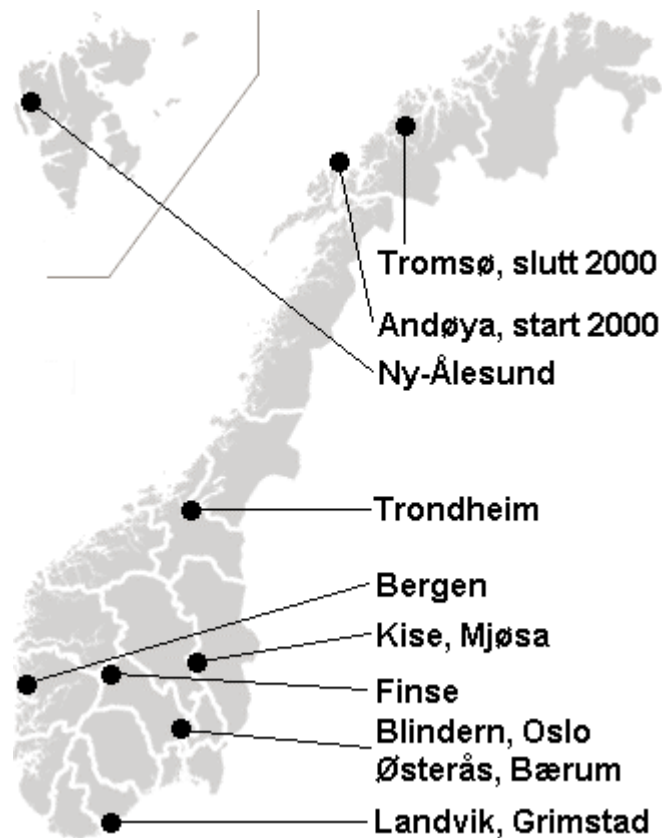 Tromsø, slutt 2000
Andøya, start 2000
Ny-Ålesund
Trondheim
Bergen
Kise, Mjøsa
Finse
Blindern, Oslo
Østerås, Bærum
Landvik, Grimstad